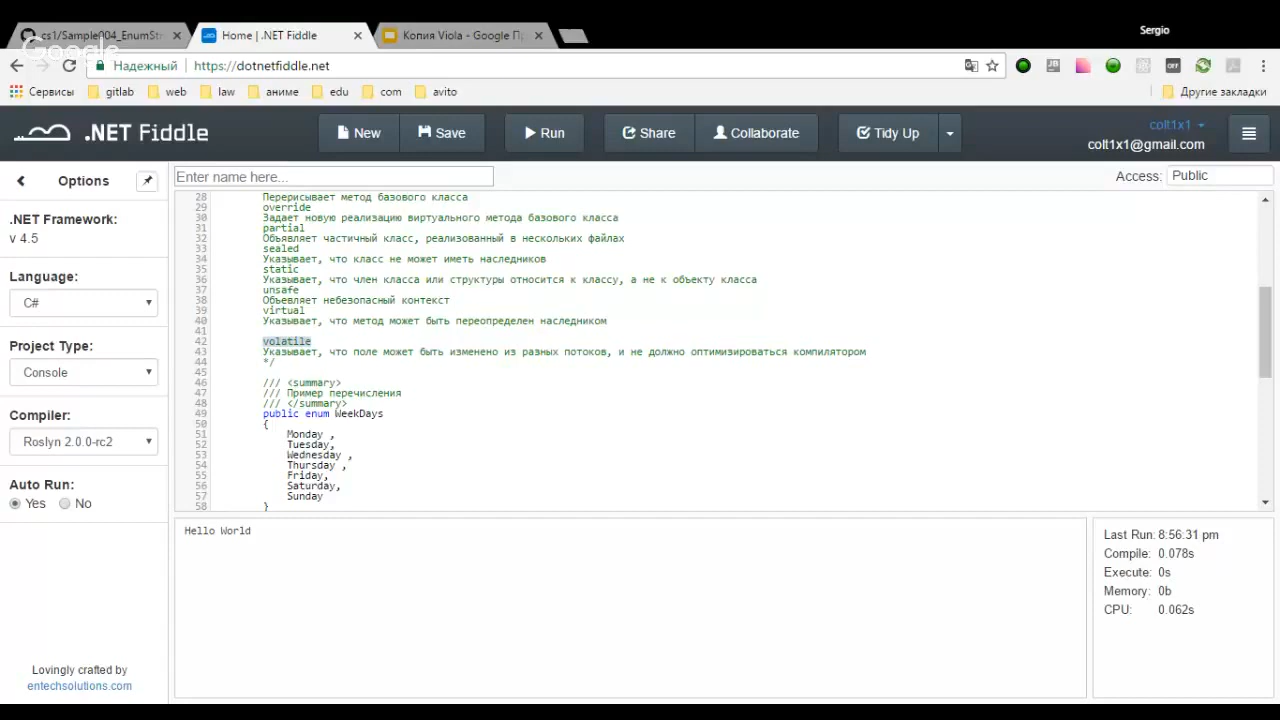 Sergio
cs1/Sample004_EnumStr
Home | .NET Fiddle
Копия Viola - Google П
Google
Надежный
https://dotnetfiddle.net
Сервисы gitlab web law аниме edu com avito Другие закладки
.NET Fiddle
New
Save
Run
Share
Collaborate
Tidy Up
colt1x1
colt1x1@gmail.com
Options
Enter name here...
Access: Public
.NET Framework:
v 4.5
Language:
C#
Project Type:
Console
Compiler:
Roslyn 2.0.0-rc2
Auto Run:
Yes No
Lovingly crafted by
entechsolutions.com
28 Перерисывает метод базового класса
29 override
30 Задает новую реализацию виртуального метода базового класса
31 partial
32 Объявляет частичный класс, реализованный в нескольких файлах
33 sealed
34 Указывает, что класс не может иметь наследников
35 static
36 Указывает, что член класса или структуры относится к классу, а не к объекту класса
37 unsafe
38 Объевляет небезопасный контекст
39 virtual
40 Указывает, что метод может быть переопределен наследником
41
42 volatile
43 Указывает, что поле может быть изменено из разных потоков, и не должно оптимизироваться компилятором
44 */
45
46 /// <summary>
47 /// Пример перечисления
48 /// </summary>
49 public enum WeekDays
50 {
51 Monday ,
52 Tuesday,
53 Wednesday ,
54 Thursday ,
55 Friday,
56 Saturday,
57 Sunday
58 }
Hello World
Last Run: 8:56:31 pm
Compile: 0.078s
Execute: 0s
Memory: 0b
CPU: 0.062s